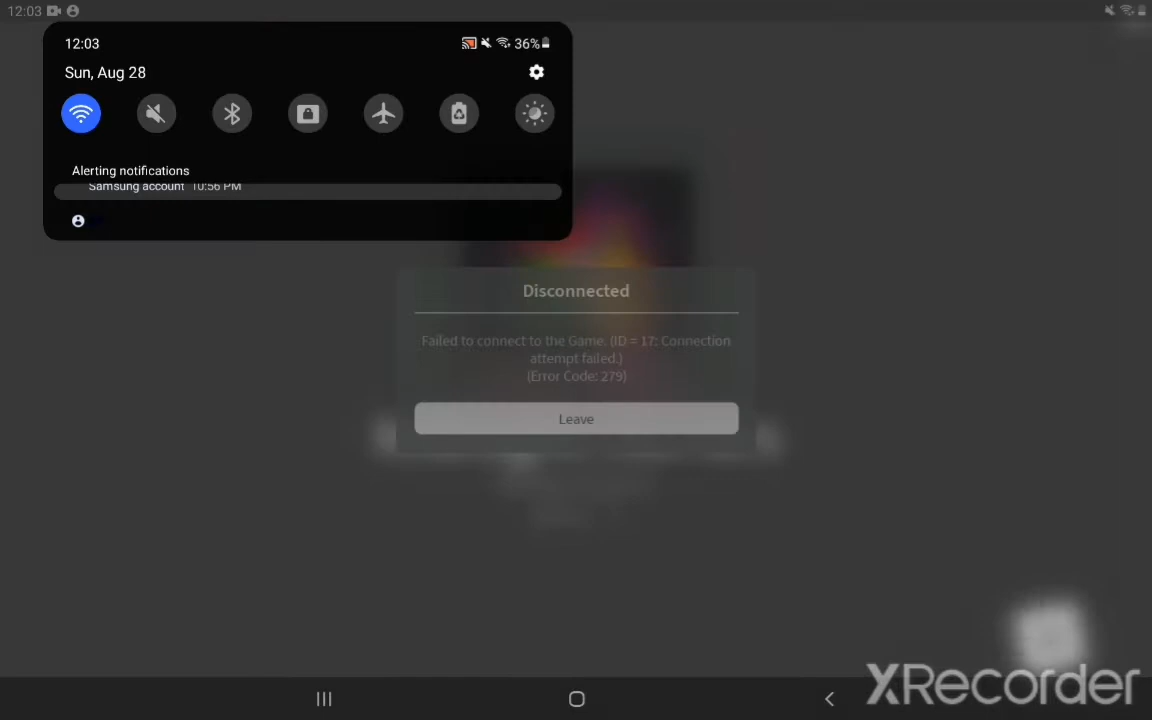 12:03
12:03
36%
Sun, Aug 28
Alerting notifications
Samsung account 10:56 PM
Disconnected
Failed to connect to the Game. (ID = 17: Connection
attempt failed.)
(Error Code: 279)
Leave
XRecorder